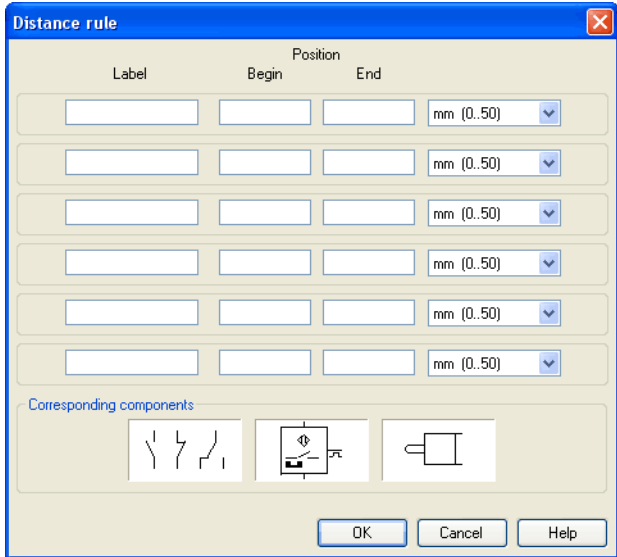 Distance rule
Position
Label Begin End
mm (0..50)
mm (0..50)
mm (0..50)
mm (0..50)
mm (0..50)
mm (0..50)
Corresponding components
OK Cancel Help